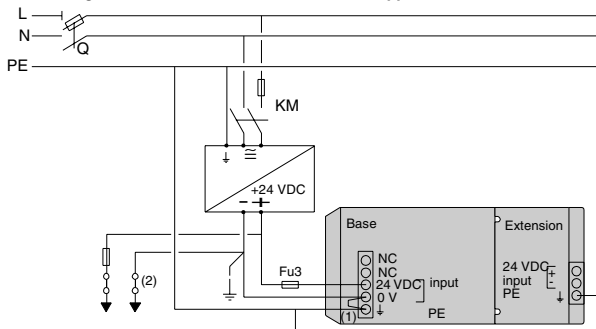 L
N
Q
PE
KM
+24 VDC
-
Base
Extension
NC
NC
24 VDC
0 V
input
PE
24 VDC
input
PE
+
-
Fu3
(1)
(2)